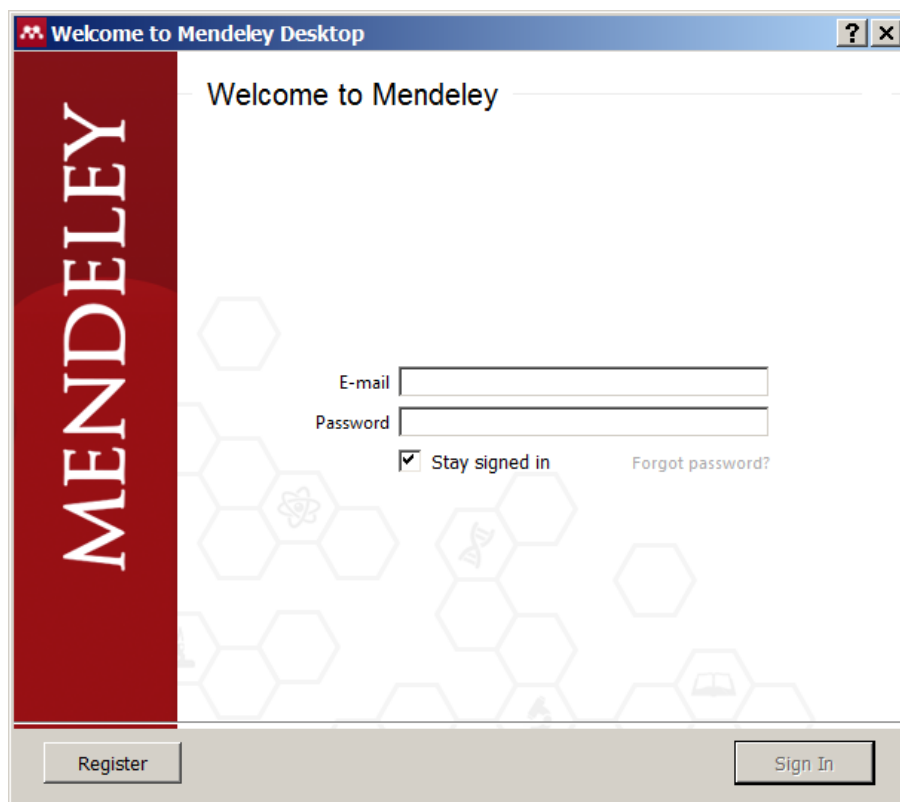 Welcome to Mendeley Desktop
MENDELEY
Welcome to Mendeley
E-mail
Password
Stay signed in Forgot password?
Register Sign In